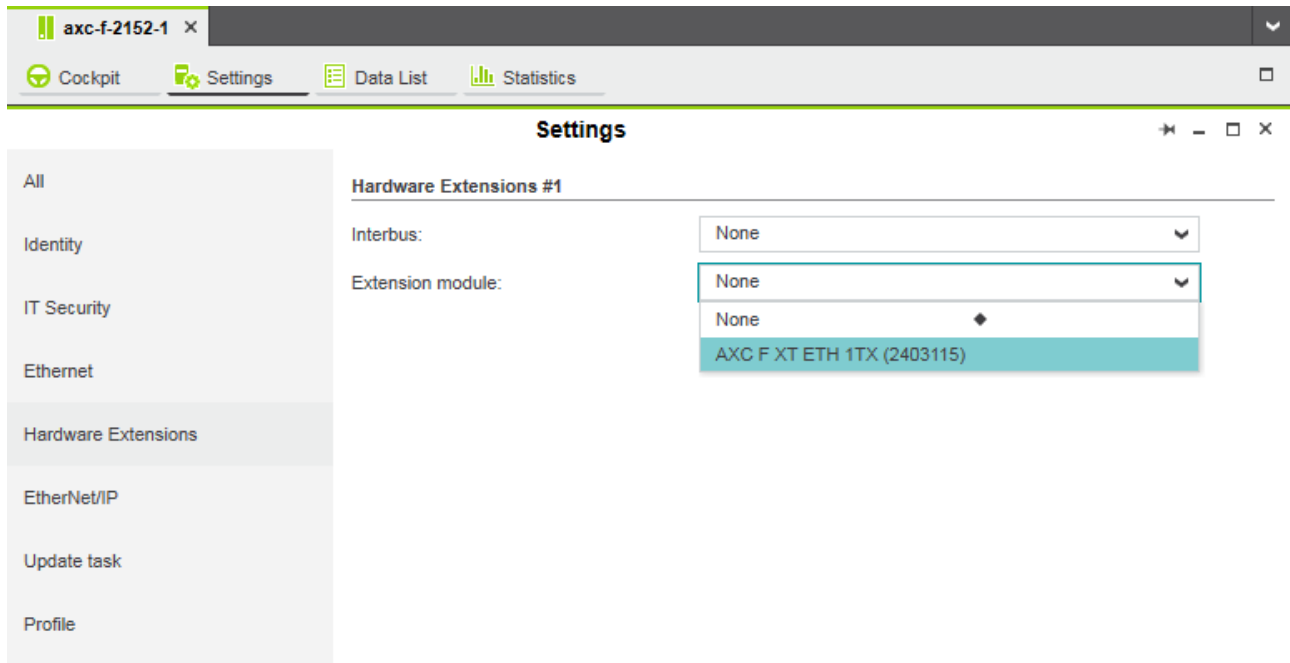 axc-f-2152-1
Cockpit Settings Data List Statistics
Settings
All
Identity
IT Security
Ethernet
Hardware Extensions
EtherNet/IP
Update task
Profile
Hardware Extensions #1
Interbus: None
Extension module: None
None
AXC F XT ETH 1TX (2403115)